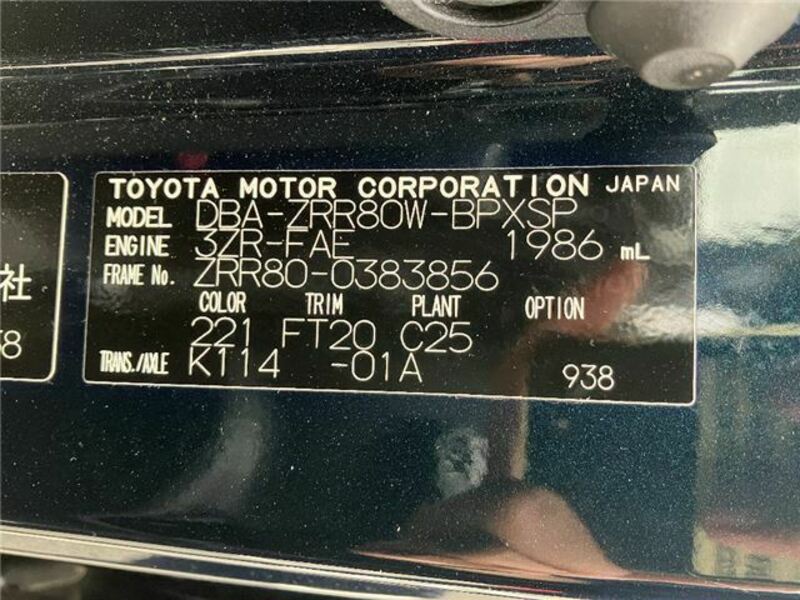 TOYOTA MOTOR CORPORATION JAPAN
MODEL DBA-ZRR80W-BPXSP
ENGINE 3ZR-FAE 1986 mL
FRAME No. ZRR80-0383856
COLOR TRIM PLANT OPTION
221 FT20 C25
TRANS./AXLE K114 -01A 938
社
58